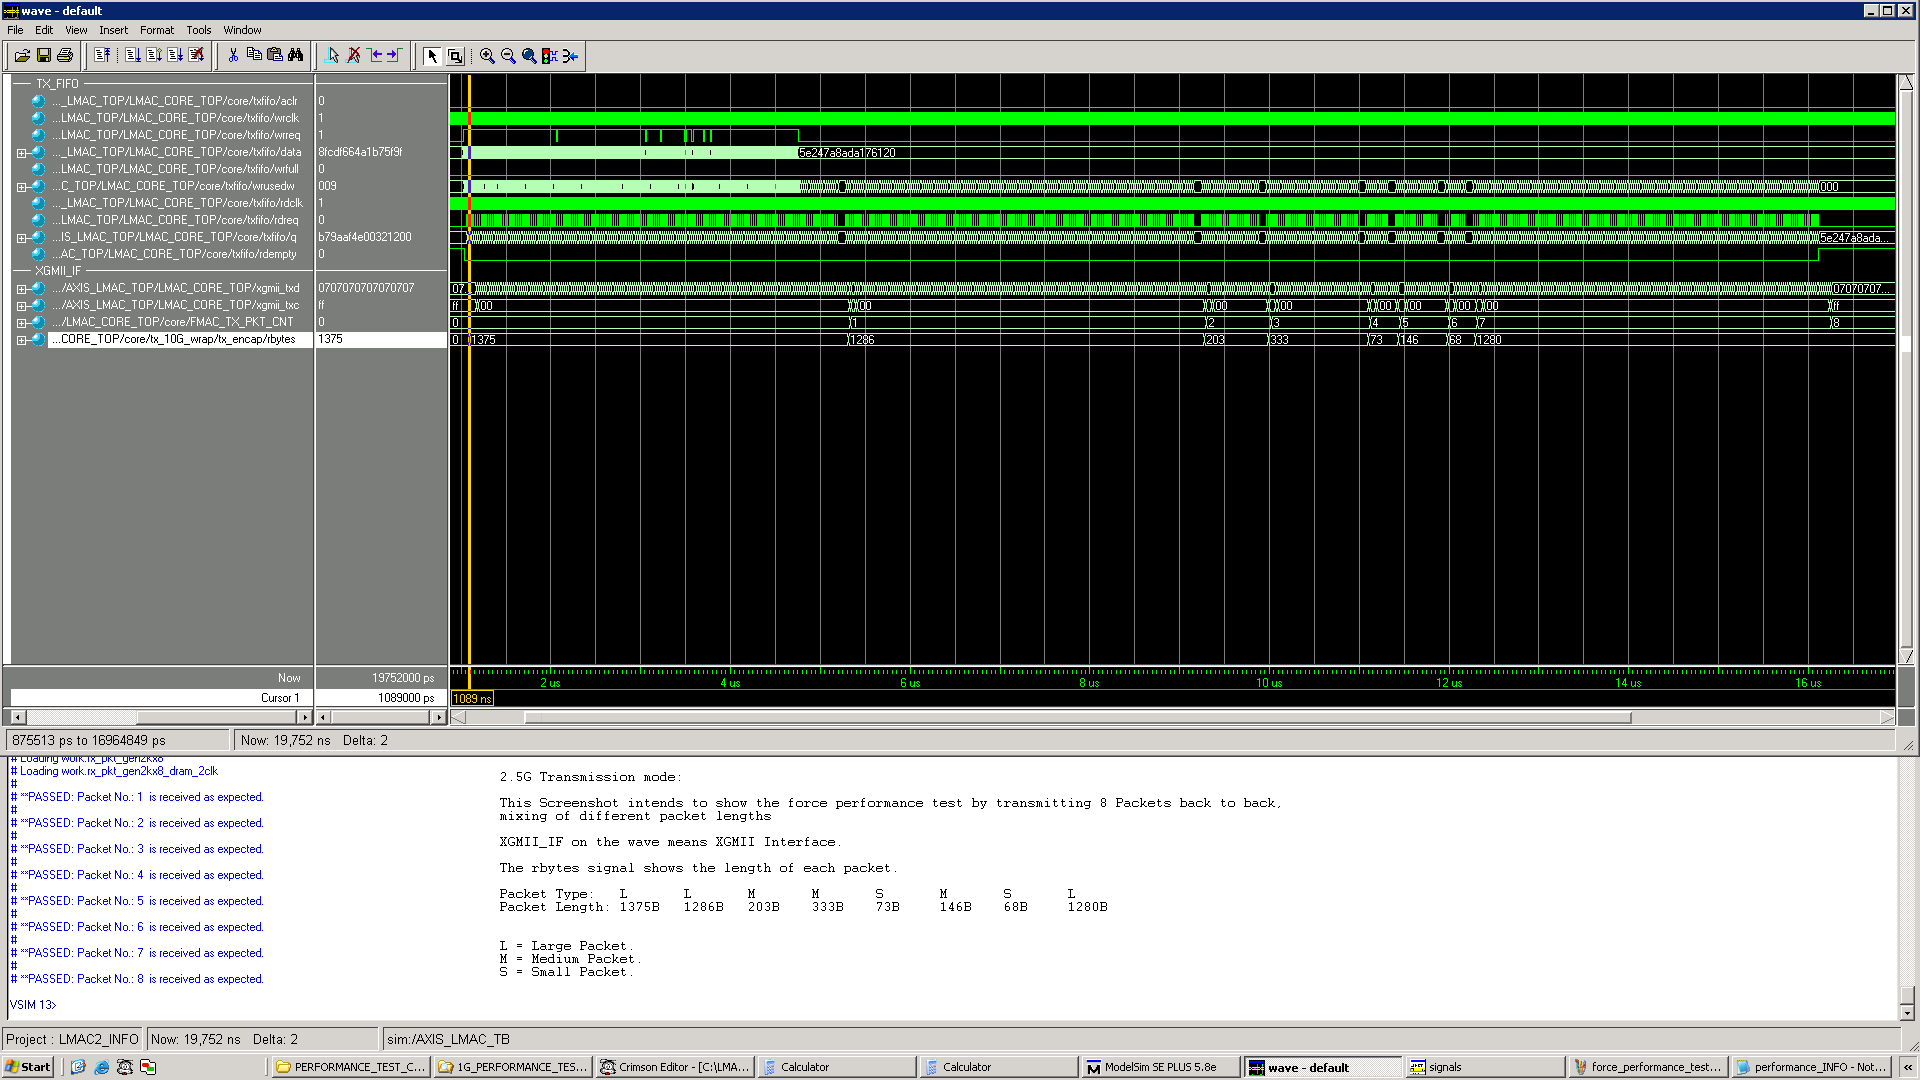 wave - default
File Edit View Insert Format Tools Window
TX_FIFO
..._LMAC_TOP/LMAC_CORE_TOP/core/txfifo/aclr 0
...LMAC_TOP/LMAC_CORE_TOP/core/txfifo/wrclk 1
...LMAC_TOP/LMAC_CORE_TOP/core/txfifo/wrreq 1
..._LMAC_TOP/LMAC_CORE_TOP/core/txfifo/data 8fcdf664a1b75f9f 5e247a8ada176120
...LMAC_TOP/LMAC_CORE_TOP/core/txfifo/wrfull 0
...C_TOP/LMAC_CORE_TOP/core/txfifo/wrusedw 009 000
..._LMAC_TOP/LMAC_CORE_TOP/core/txfifo/rdclk 1
...LMAC_TOP/LMAC_CORE_TOP/core/txfifo/rdreq 0
...IS_LMAC_TOP/LMAC_CORE_TOP/core/txfifo/q b79aaf4e00321200 5e247a8ada...
...AC_TOP/LMAC_CORE_TOP/core/txfifo/rdempty 0
XGMII_IF
.../AXIS_LMAC_TOP/LMAC_CORE_TOP/xgmii_txd 0707070707070707 07... 07070707...
.../AXIS_LMAC_TOP/LMAC_CORE_TOP/xgmii_txc ff ff 00 00 00 00 00 00 00 00 ff
.../LMAC_CORE_TOP/core/FMAC_TX_PKT_CNT 0 0 1 2 3 4 5 6 7 8
...CORE_TOP/core/tx_10G_wrap/tx_encap/rbytes 1375 0 1375 1286 203 333 73 146 68 1280
Now 19752000 ps 2 us 4 us 6 us 8 us 10 us 12 us 14 us 16 us
Cursor 1 1089000 ps 1089 ns
875513 ps to 16964849 ps Now: 19,752 ns Delta: 2
# Loading work.rx_pkt_gen2kx8
# Loading work.rx_pkt_gen2kx8_dram_2clk
#
# **PASSED: Packet No.: 1 is received as expected.
#
# **PASSED: Packet No.: 2 is received as expected.
#
# **PASSED: Packet No.: 3 is received as expected.
#
# **PASSED: Packet No.: 4 is received as expected.
#
# **PASSED: Packet No.: 5 is received as expected.
#
# **PASSED: Packet No.: 6 is received as expected.
#
# **PASSED: Packet No.: 7 is received as expected.
#
# **PASSED: Packet No.: 8 is received as expected.
VSIM 13>
2.5G Transmission mode:
This Screenshot intends to show the force performance test by transmitting 8 Packets back to back,
mixing of different packet lengths
XGMII_IF on the wave means XGMII Interface.
The rbytes signal shows the length of each packet.
Packet Type: L L M M S M S L
Packet Length: 1375B 1286B 203B 333B 73B 146B 68B 1280B
L = Large Packet.
M = Medium Packet.
S = Small Packet.
Project : LMAC2_INFO Now: 19,752 ns Delta: 2 sim:/AXIS_LMAC_TB
Start PERFORMANCE_TEST_C... 1G_PERFORMANCE_TES... Crimson Editor - [C:\LMA... Calculator Calculator ModelSim SE PLUS 5.8e wave - default signals force_performance_test... performance_INFO - Not...